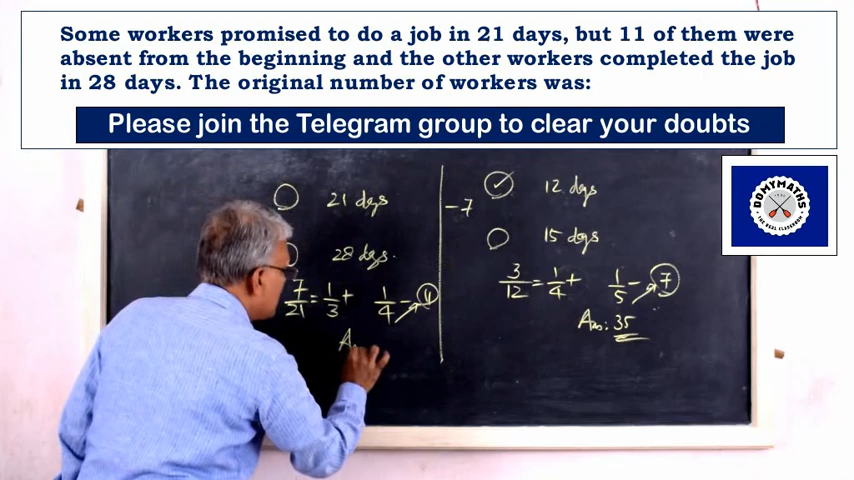 Some workers promised to do a job in 21 days, but 11 of them were
absent from the beginning and the other workers completed the job
in 28 days. The original number of workers was:
Please join the Telegram group to clear your doubts
DOMYMATHS
THE REAL CLASSROOM
21 days
28 days.
7/21 = 1/3 + 1/4 -
A
-7
12 days
15 days
3/12 = 1/4 + 1/5 - 7
Ans: 35